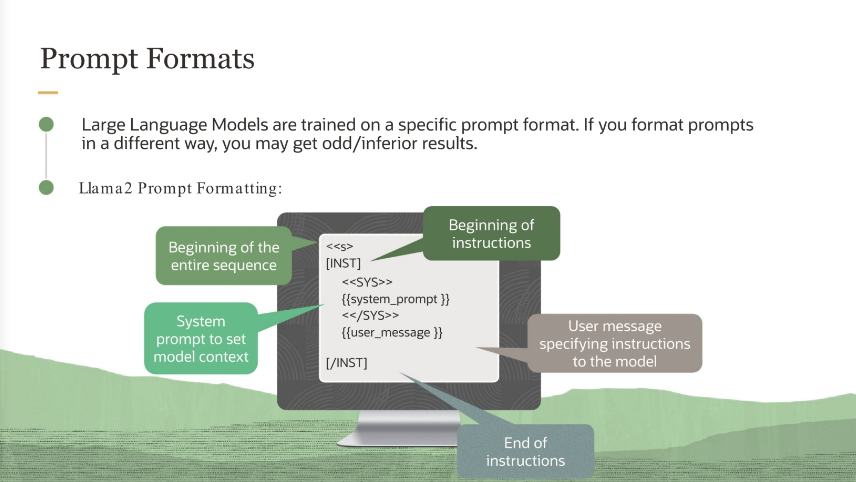 Prompt Formats
Large Language Models are trained on a specific prompt format. If you format prompts
in a different way, you may get odd/inferior results.
Llama2 Prompt Formatting:
Beginning of
instructions
Beginning of the
entire sequence
<<s>
[INST]
<<SYS>>
{{system_prompt }}
<</SYS>>
{{user_message }}
[/INST]
System
prompt to set
model context
User message
specifying instructions
to the model
End of
instructions